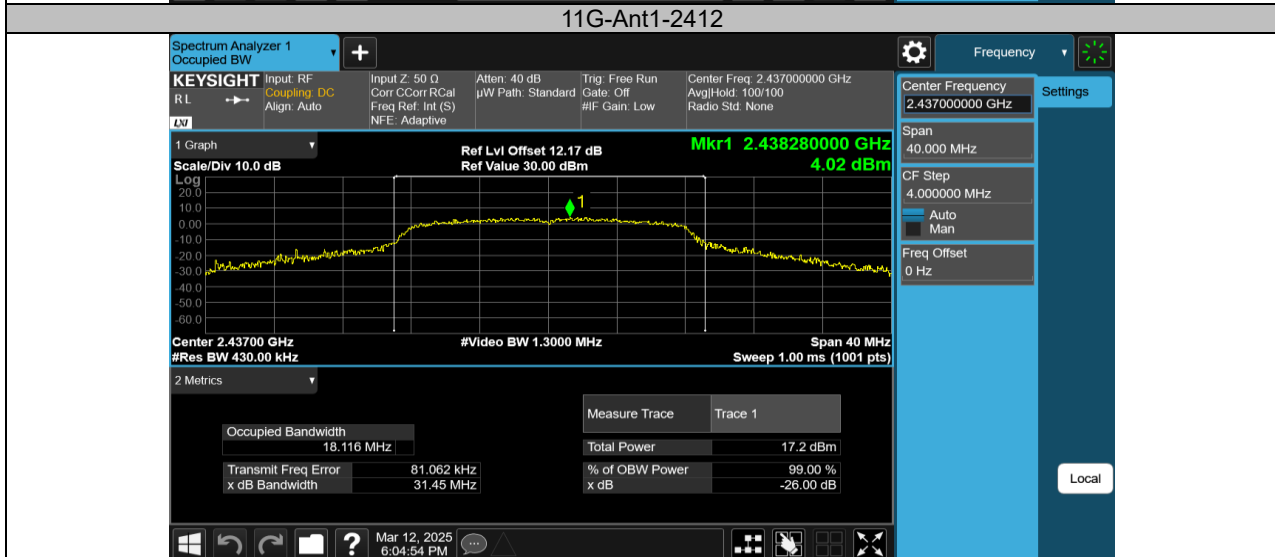 11G-Ant1-2412
Spectrum Analyzer 1
Occupied BW
Frequency
KEYSIGHT
R L
LXI
Input: RF
Coupling: DC
Align: Auto
Input Z: 50 Ω
Corr CCorr RCal
Freq Ref: Int (S)
NFE: Adaptive
Atten: 40 dB
µW Path: Standard
Trig: Free Run
Gate: Off
#IF Gain: Low
Center Freq: 2.437000000 GHz
Avg|Hold: 100/100
Radio Std: None
Center Frequency
2.437000000 GHz
Settings
Span
40.000 MHz
CF Step
4.000000 MHz
Auto
Man
Freq Offset
0 Hz
1 Graph
Scale/Div 10.0 dB
Ref Lvl Offset 12.17 dB
Ref Value 30.00 dBm
Mkr1 2.438280000 GHz
4.02 dBm
Log
20.0
10.0
0.00
-10.0
-20.0
-30.0
-40.0
-50.0
-60.0
1
Center 2.43700 GHz
#Res BW 430.00 kHz
#Video BW 1.3000 MHz
Span 40 MHz
Sweep 1.00 ms (1001 pts)
2 Metrics
Measure Trace Trace 1
Occupied Bandwidth
18.116 MHz
Total Power 17.2 dBm
Transmit Freq Error 81.062 kHz
% of OBW Power 99.00 %
x dB Bandwidth 31.45 MHz
x dB -26.00 dB
Local
?
Mar 12, 2025
6:04:54 PM